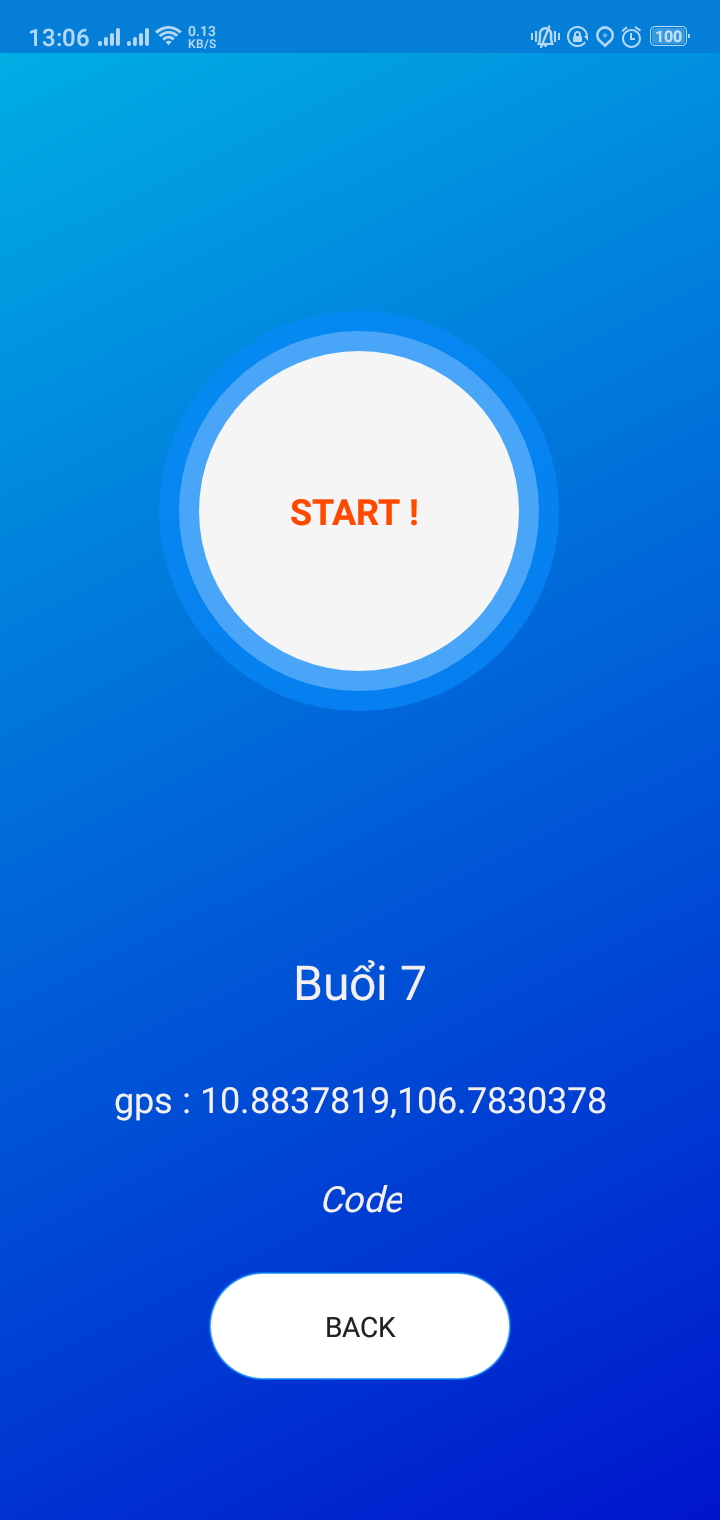 13:06 0.13 KB/S 100
START !
Buổi 7
gps : 10.8837819,106.7830378
Code
BACK